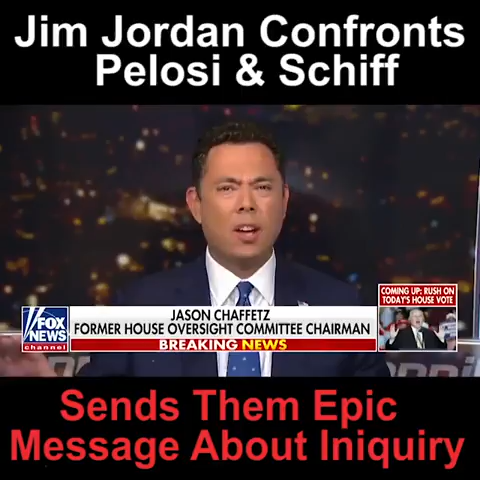 Jim Jordan Confronts
Pelosi & Schiff
COMING UP: RUSH ON
TODAY'S HOUSE VOTE
JASON CHAFFETZ
FORMER HOUSE OVERSIGHT COMMITTEE CHAIRMAN
FOX
NEWS
channel
BREAKING NEWS
Sends Them Epic
Message About Iniquiry